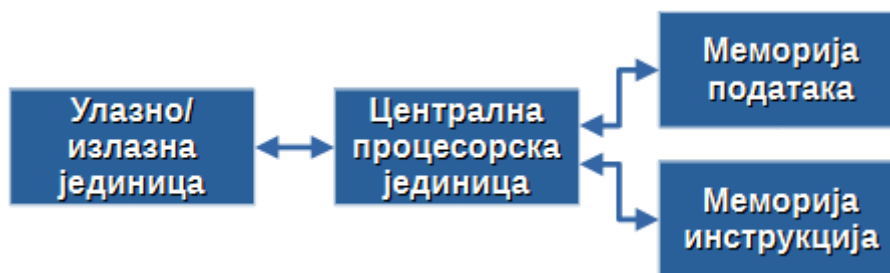 Улазно/
излазна
јединица
Централна
процесорска
јединица
Меморија
података
Меморија
инструкција